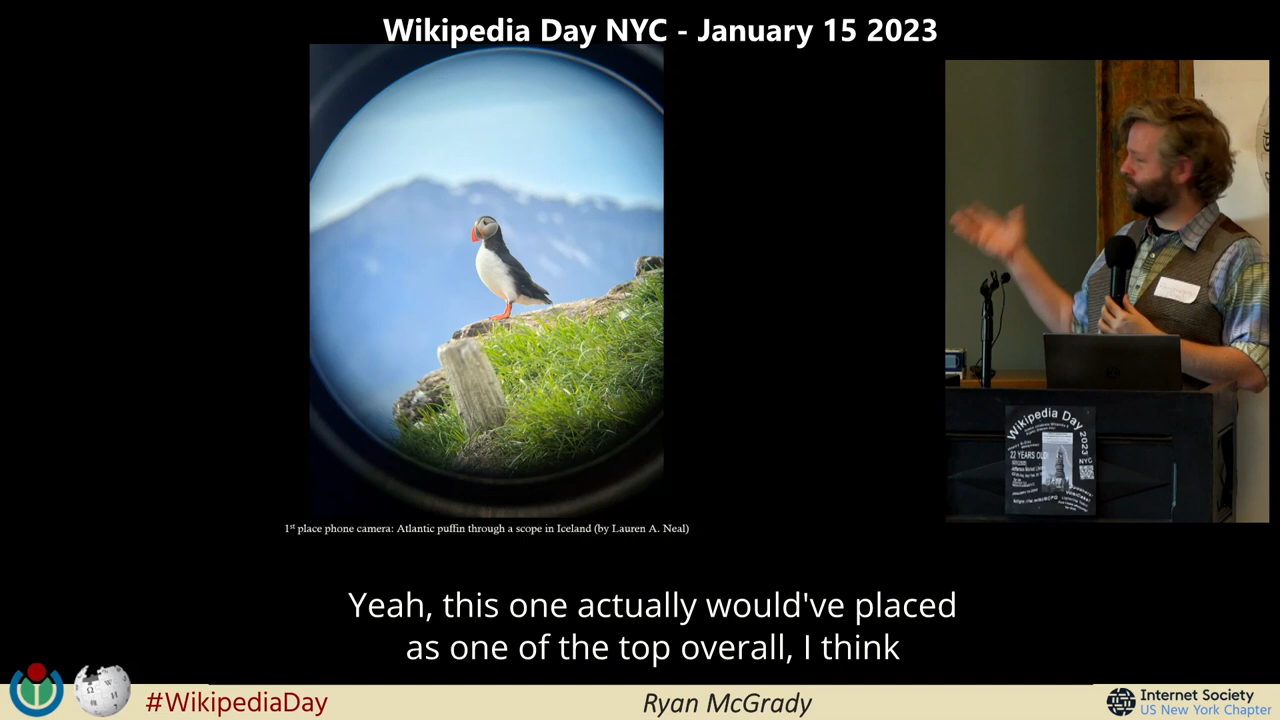 Wikipedia Day NYC - January 15 2023
1st place phone camera: Atlantic puffin through a scope in Iceland (by Lauren A. Neal)
Wikipedia Day
2023
NYC
22 YEARS OLD!
Yeah, this one actually would've placed
as one of the top overall, I think
#WikipediaDay
Ryan McGrady
Internet Society
US New York Chapter